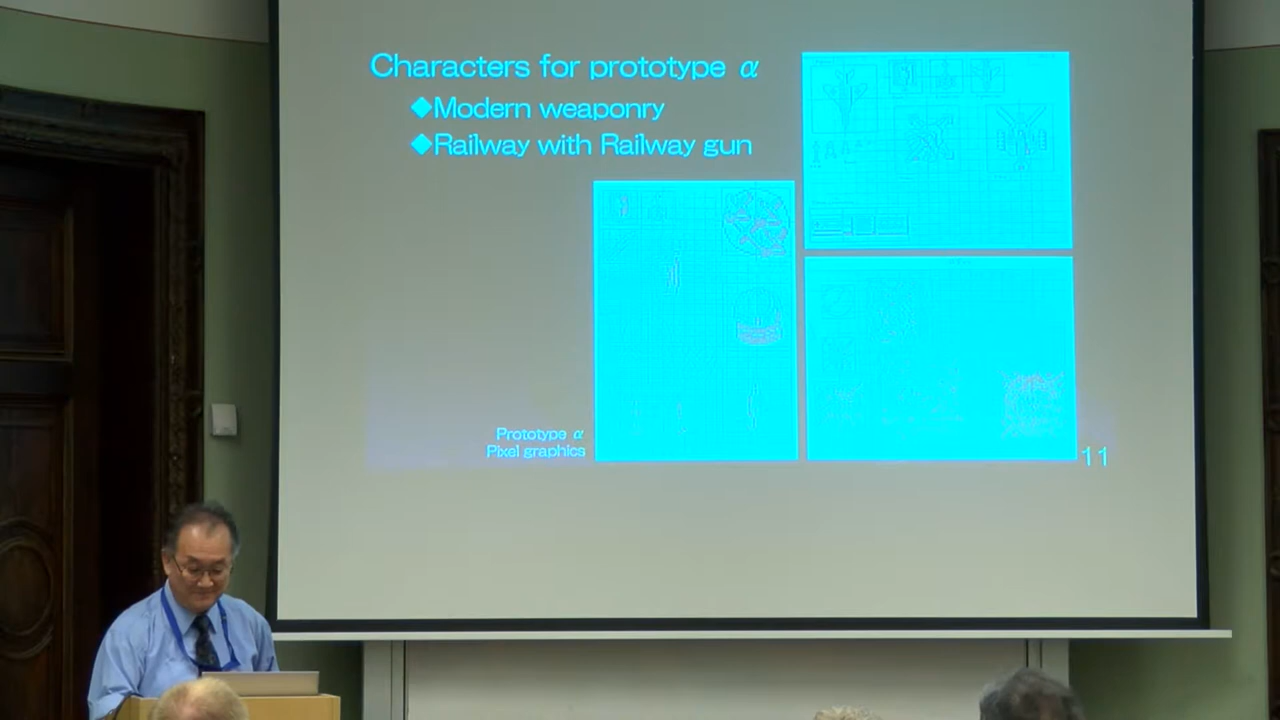 Characters for prototype α
◆Modern weaponry
◆Railway with Railway gun
Prototype α
Pixel graphics
11